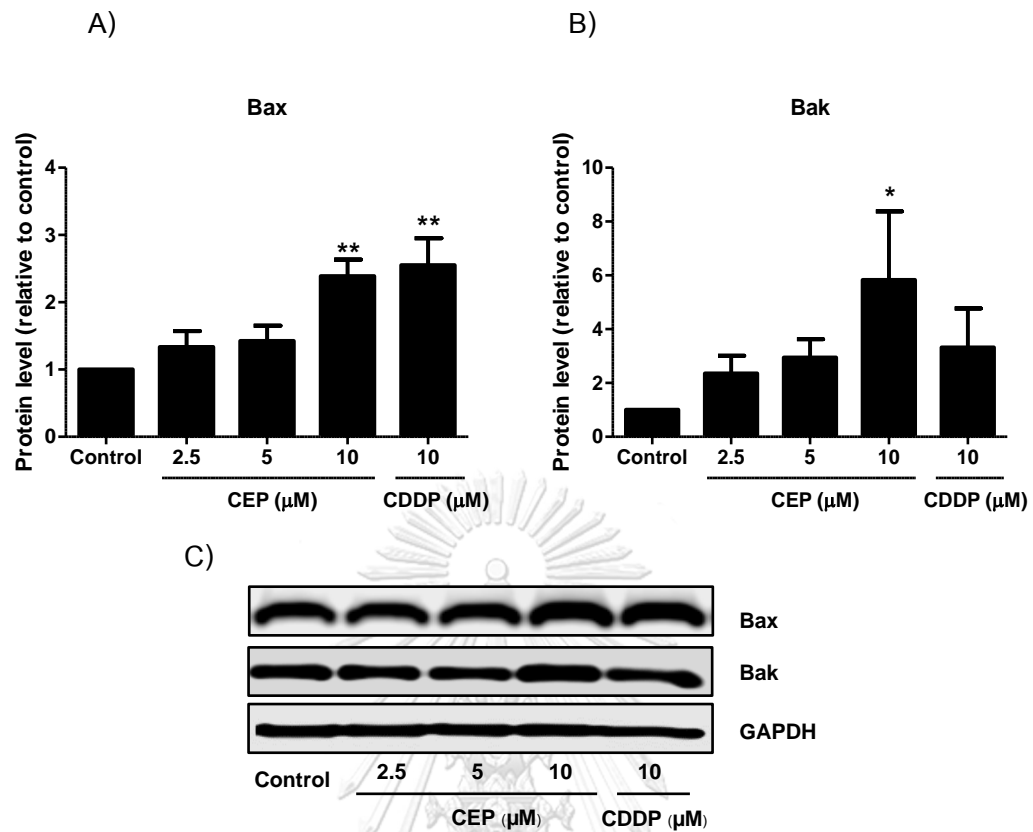 A)
Bax
Protein level (relative to control)
4
3
2
1
0
**
**
Control 2.5 5 10 10
CEP (μM) CDDP (μM)
B)
Bak
Protein level (relative to control)
10
8
6
4
2
0
*
Control 2.5 5 10 10
CEP (μM) CDDP (μM)
C)
Bax
Bak
GAPDH
Control 2.5 5 10 10
CEP (μM) CDDP (μM)